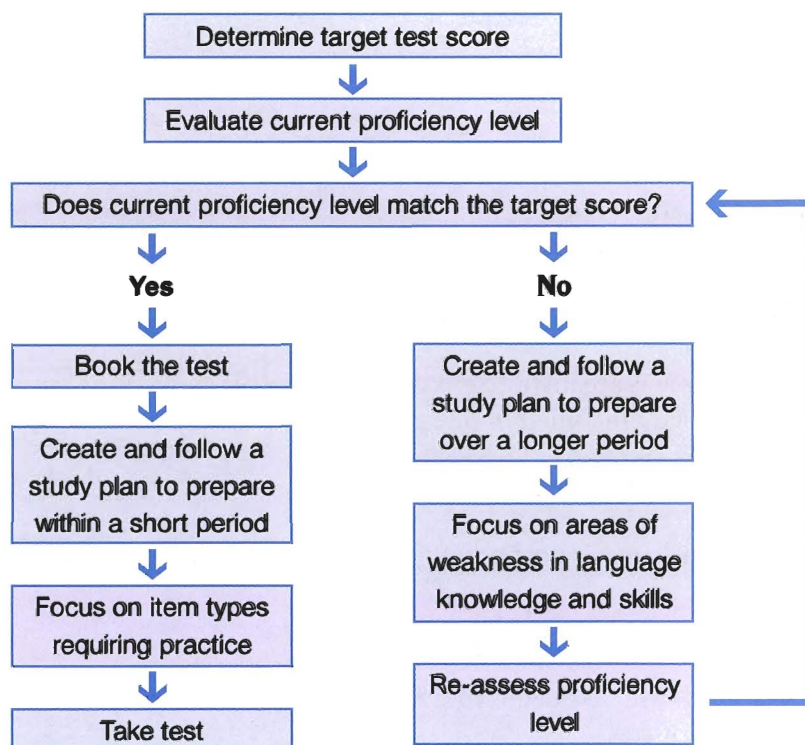 Determine target test score
Evaluate current proficiency level
Does current proficiency level match the target score?
Yes
Book the test
Create and follow a
study plan to prepare
within a short period
Focus on item types
requiring practice
Take test
No
Create and follow a
study plan to prepare
over a longer period
Focus on areas of
weakness in language
knowledge and skills
Re-assess proficiency
level